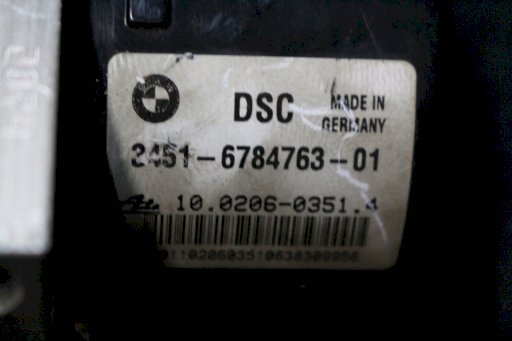 DSC
MADE IN
GERMANY
3451-6784763-01
10.0206-0351.4